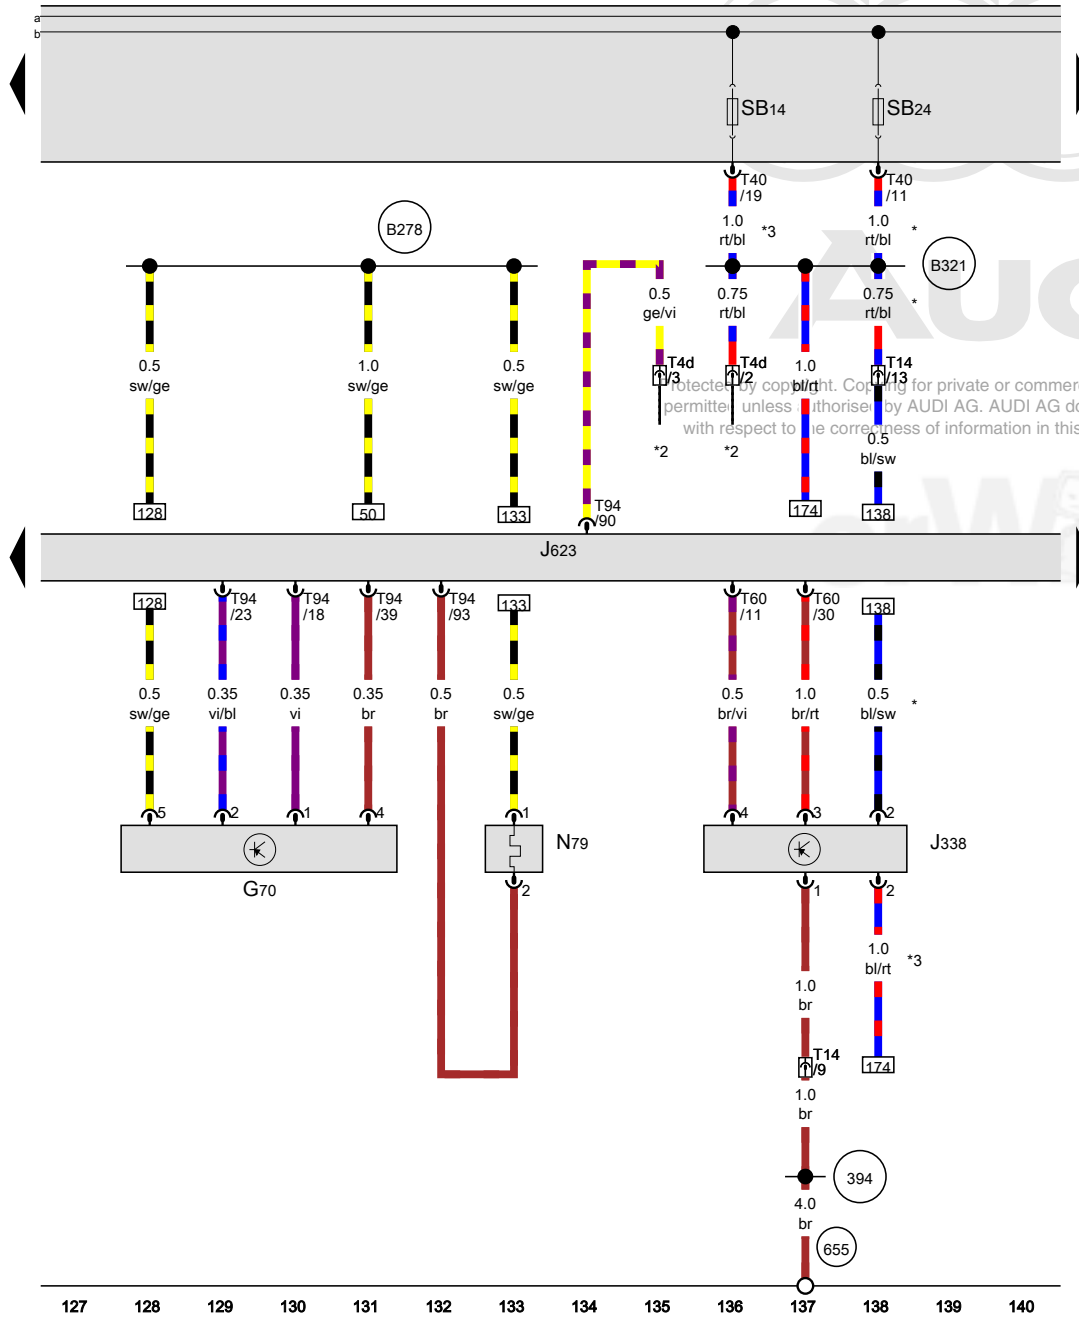 a
b
SB14
SB24
T40
/19
T40
/11
1.0
rt/bl
*3
1.0
rt/bl
*
B278
B321
0.5
ge/vi
0.75
rt/bl
0.75
rt/bl
*
0.5
sw/ge
1.0
sw/ge
0.5
sw/ge
T4d
/3
T4d
/2
1.0
bl/rt
T14
/13
Audi
rotected by copyright. Copying for private or commer
permitted unless authorised by AUDI AG. AUDI AG do
with respect to the correctness of information in this
*2
*2
0.5
bl/sw
128
50
133
T94
/90
174
138
J623
128
T94
/23
T94
/18
T94
/39
T94
/93
133
T60
/11
T60
/30
138
0.5
sw/ge
0.35
vi/bl
0.35
vi
0.35
br
0.5
br
0.5
sw/ge
0.5
br/vi
1.0
br/rt
0.5
bl/sw
*
5
2
1
4
1
4
3
2
N79
J338
G70
2
1
2
1.0
bl/rt
*3
1.0
br
T14
/9
174
1.0
br
394
4.0
br
655
127 128 129 130 131 132 133 134 135 136 137 138 139 140